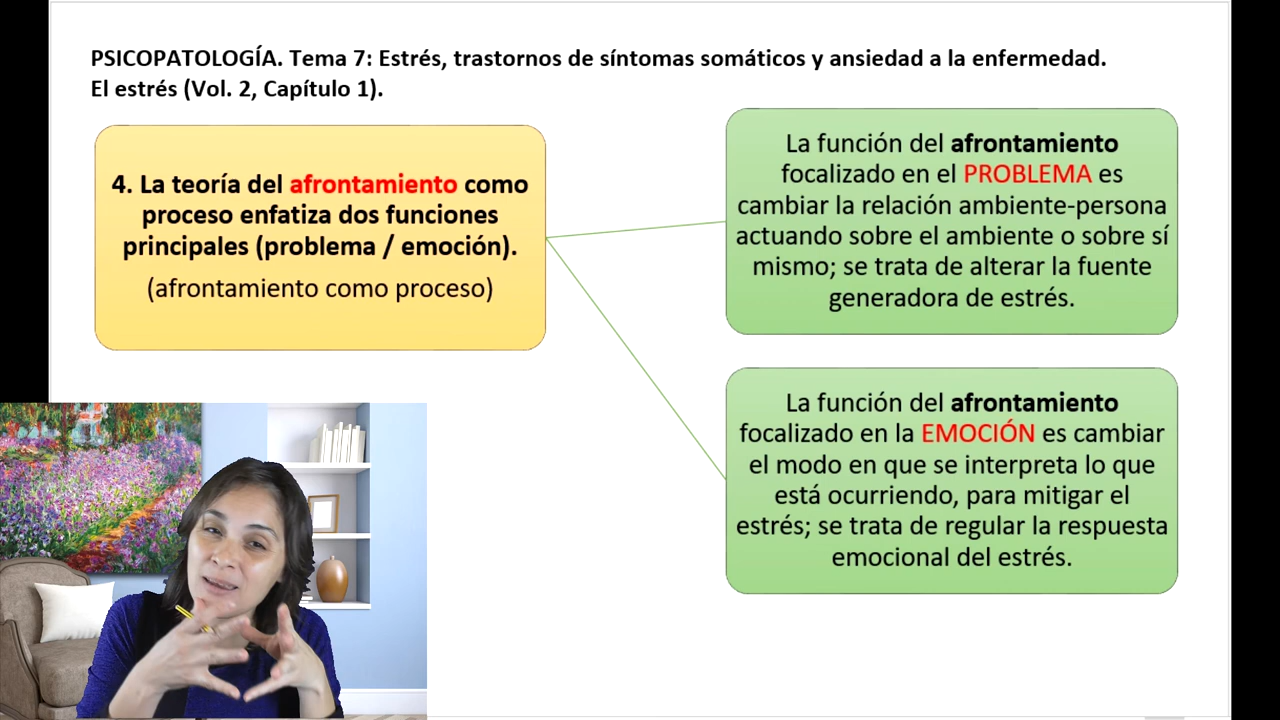 PSICOPATOLOGÍA. Tema 7: Estrés, trastornos de síntomas somáticos y ansiedad a la enfermedad.
El estrés (Vol. 2, Capítulo 1).
4. La teoría del afrontamiento como
proceso enfatiza dos funciones
principales (problema / emoción).
(afrontamiento como proceso)
La función del afrontamiento
focalizado en el PROBLEMA es
cambiar la relación ambiente-persona
actuando sobre el ambiente o sobre sí
mismo; se trata de alterar la fuente
generadora de estrés.
La función del afrontamiento
focalizado en la EMOCIÓN es cambiar
el modo en que se interpreta lo que
está ocurriendo, para mitigar el
estrés; se trata de regular la respuesta
emocional del estrés.